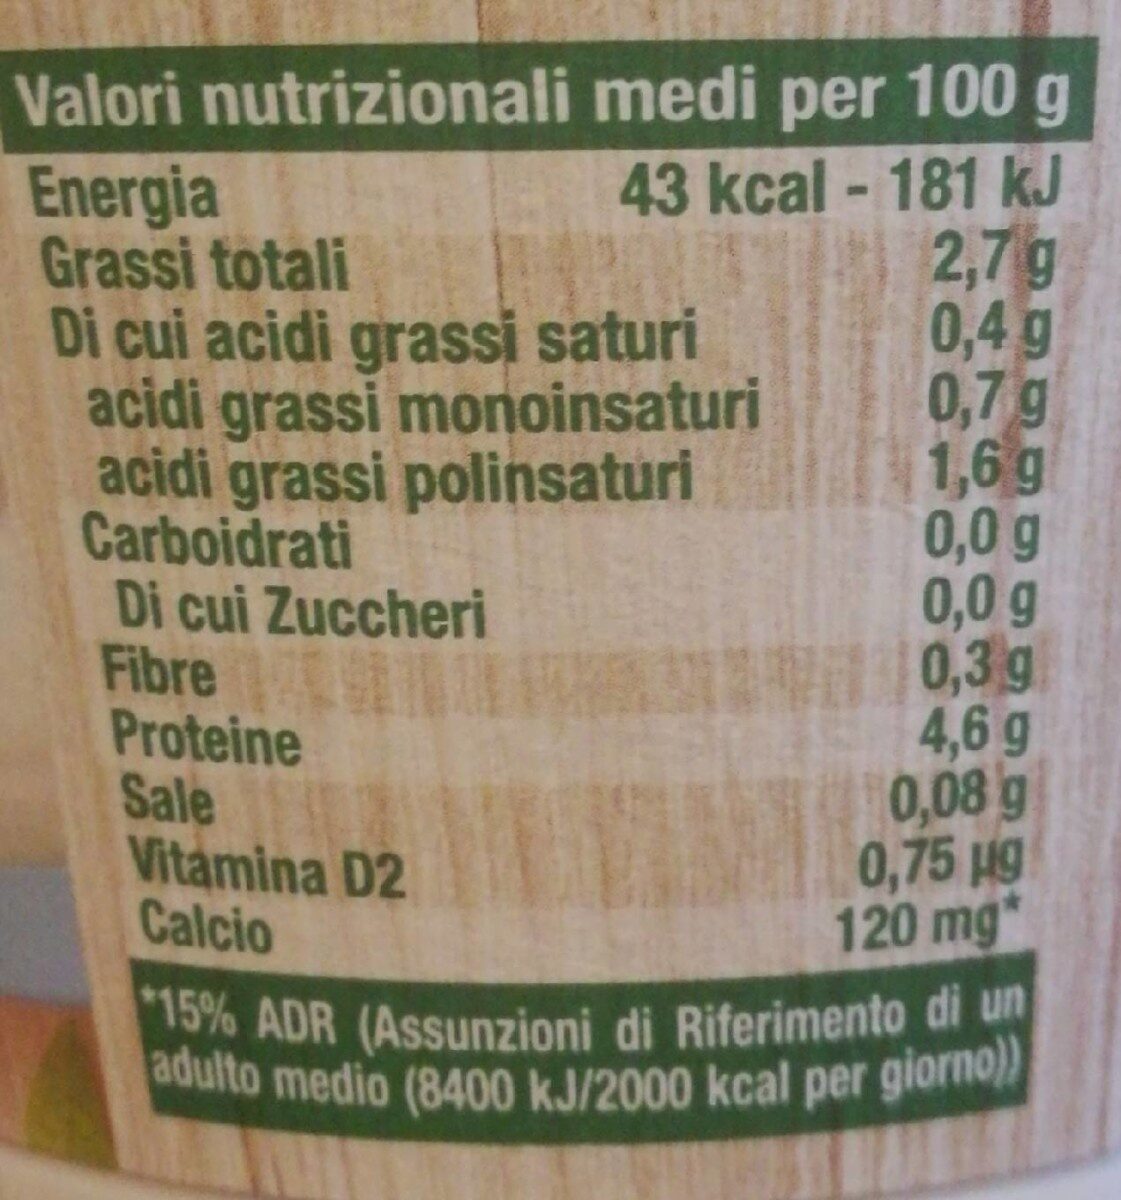 Valori nutrizionali medi per 100 g
Energia 43 kcal - 181 kJ
Grassi totali 2,7 g
Di cui acidi grassi saturi 0,4 g
acidi grassi monoinsaturi 0,7 g
acidi grassi polinsaturi 1,6 g
Carboidrati 0,0 g
Di cui Zuccheri 0,0 g
Fibre 0,3 g
Proteine 4,6 g
Sale 0,08 g
Vitamina D2 0,75 µg
Calcio 120 mg*
*15% ADR (Assunzioni di Riferimento di un
adulto medio (8400 kJ/2000 kcal per giorno))